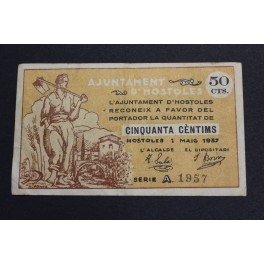 AJUNTAMENT
D'HOSTOLES
50
CTS.
L'AJUNTAMENT D'HOSTOLES
RECONEIX A FAVOR DEL
PORTADOR LA QUANTITAT DE
CINQUANTA CÈNTIMS
HOSTOLES 1 MAIG 1937
L'ALCALDE EL DIPOSITARI
SÈRIE A 1957